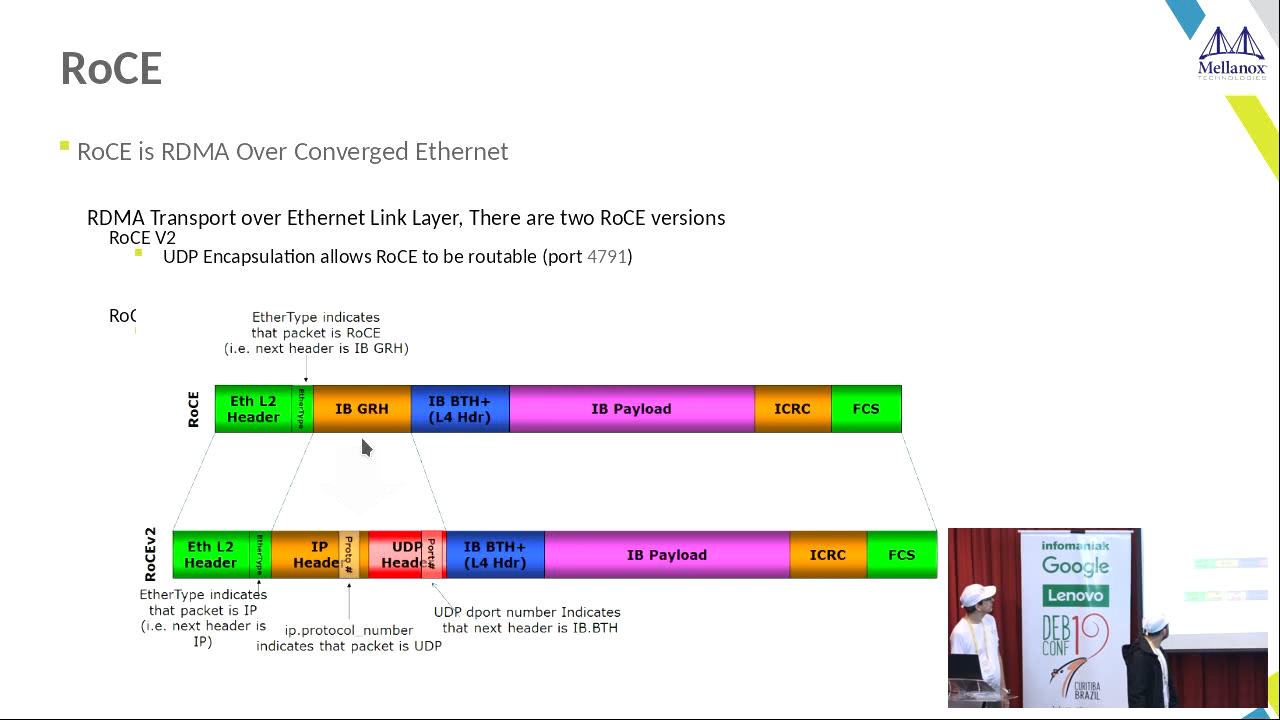 RoCE
Mellanox
TECHNOLOGIES
RoCE is RDMA Over Converged Ethernet
RDMA Transport over Ethernet Link Layer, There are two RoCE versions
RoCE V2
UDP Encapsulation allows RoCE to be routable (port 4791)
RoC
EtherType indicates
that packet is RoCE
(i.e. next header is IB GRH)
RoCE
Eth L2
Header
EtherType
IB GRH
IB BTH+
(L4 Hdr)
IB Payload
ICRC
FCS
RoCEv2
Eth L2
Header
EtherType
IP
Header
Proto #
UDP
Header
Port #
IB BTH+
(L4 Hdr)
IB Payload
ICRC
FCS
EtherType indicates
that packet is IP
(i.e. next header is
IP)
ip.protocol_number
indicates that packet is UDP
UDP dport number Indicates
that next header is IB.BTH
infomaniak
Google
Lenovo
DEB
CONF 19
CURITIBA
BRAZIL